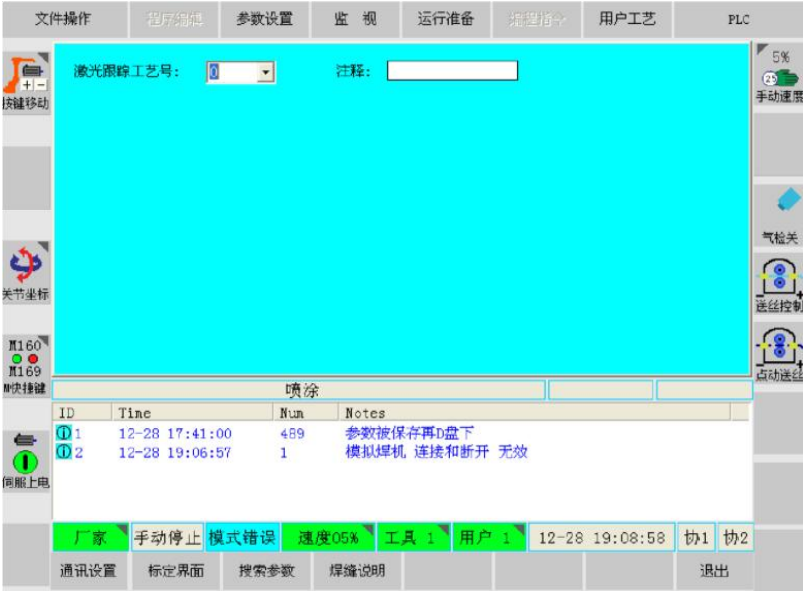 文件操作 程序编辑 参数设置 监 视 运行准备 编程指令 用户工艺 PLC
激光跟踪工艺号: 0 注释:
按键移动
5%
25
手动速度
气检关
关节坐标
送丝控制
M160
M169
M快捷键
点动送丝
喷涂
ID Time Num Notes
1 12-28 17:41:00 489 参数被保存再D盘下
2 12-28 19:06:57 1 模拟焊机 连接和断开 无效
伺服上电
厂家 手动停止 模式错误 速度05% 工具 1 用户 1 12-28 19:08:58 协1 协2
通讯设置 标定界面 搜索参数 焊缝说明 退出